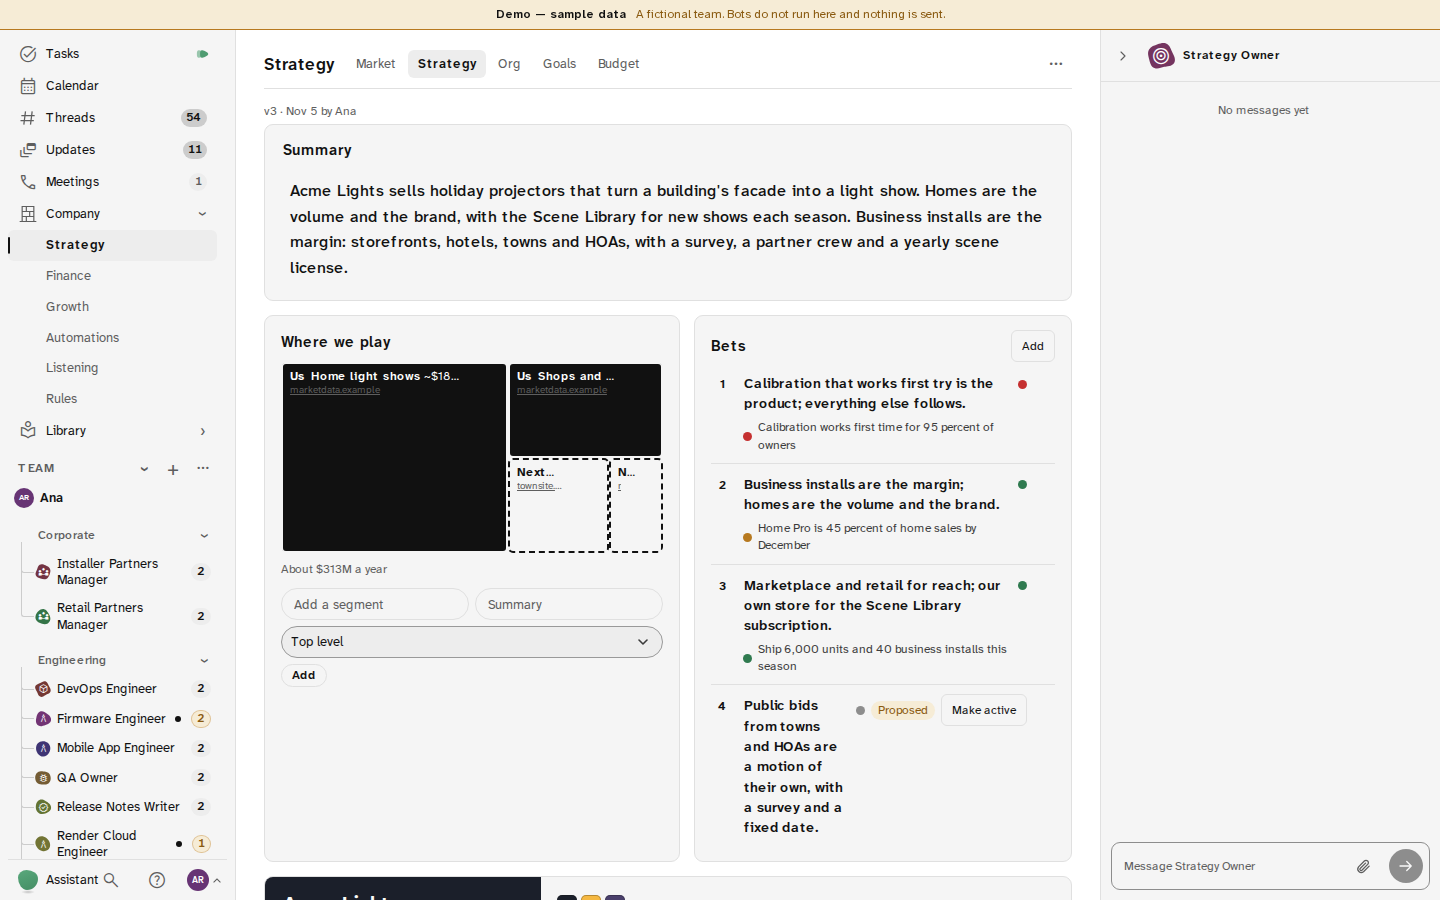 Demo — sample data A fictional team. Bots do not run here and nothing is sent.
Tasks
Calendar
Threads 54
Updates 11
Meetings 1
Company
Strategy
Finance
Growth
Automations
Listening
Rules
Library
TEAM
AR Ana
Corporate
Installer Partners
Manager
2
Retail Partners
Manager
2
Engineering
DevOps Engineer 2
Firmware Engineer 2
Mobile App Engineer 2
QA Owner 2
Release Notes Writer 2
Render Cloud
Engineer
1
Assistant
AR
Strategy Market Strategy Org Goals Budget
v3 · Nov 5 by Ana
Summary
Acme Lights sells holiday projectors that turn a building's facade into a light show. Homes are the
volume and the brand, with the Scene Library for new shows each season. Business installs are the
margin: storefronts, hotels, towns and HOAs, with a survey, a partner crew and a yearly scene
license.
Where we play
Us Home light shows ~$18...
marketdata.example
Us Shops and ...
marketdata.example
Next...
townsite....
N...
r
About $313M a year
Add a segment
Summary
Top level
Add
Bets
Add
1 Calibration that works first try is the
product; everything else follows.
Calibration works first time for 95 percent of
owners
2 Business installs are the margin;
homes are the volume and the brand.
Home Pro is 45 percent of home sales by
December
3 Marketplace and retail for reach; our
own store for the Scene Library
subscription.
Ship 6,000 units and 40 business installs this
season
4 Public bids
from towns
and HOAs are
a motion of
their own, with
a survey and a
fixed date.
Proposed
Make active
Strategy Owner
No messages yet
Message Strategy Owner